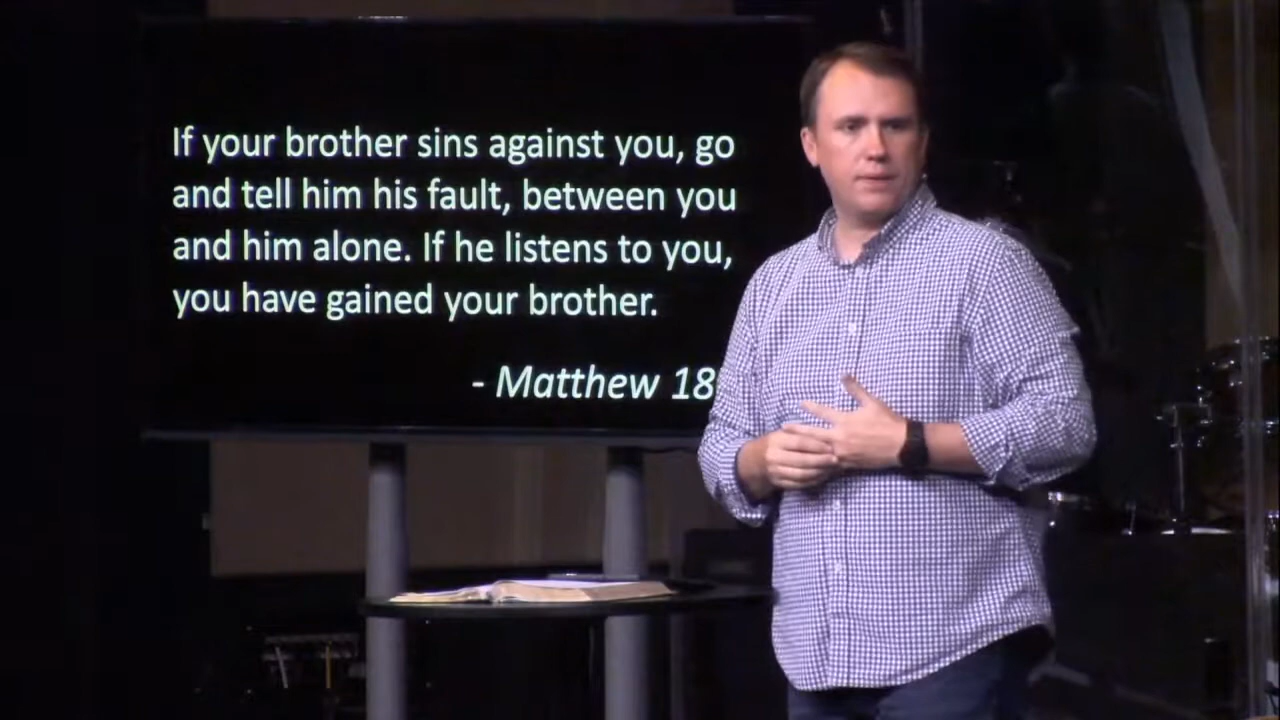 If your brother sins against you, go
and tell him his fault, between you
and him alone. If he listens to you,
you have gained your brother.
- Matthew 18